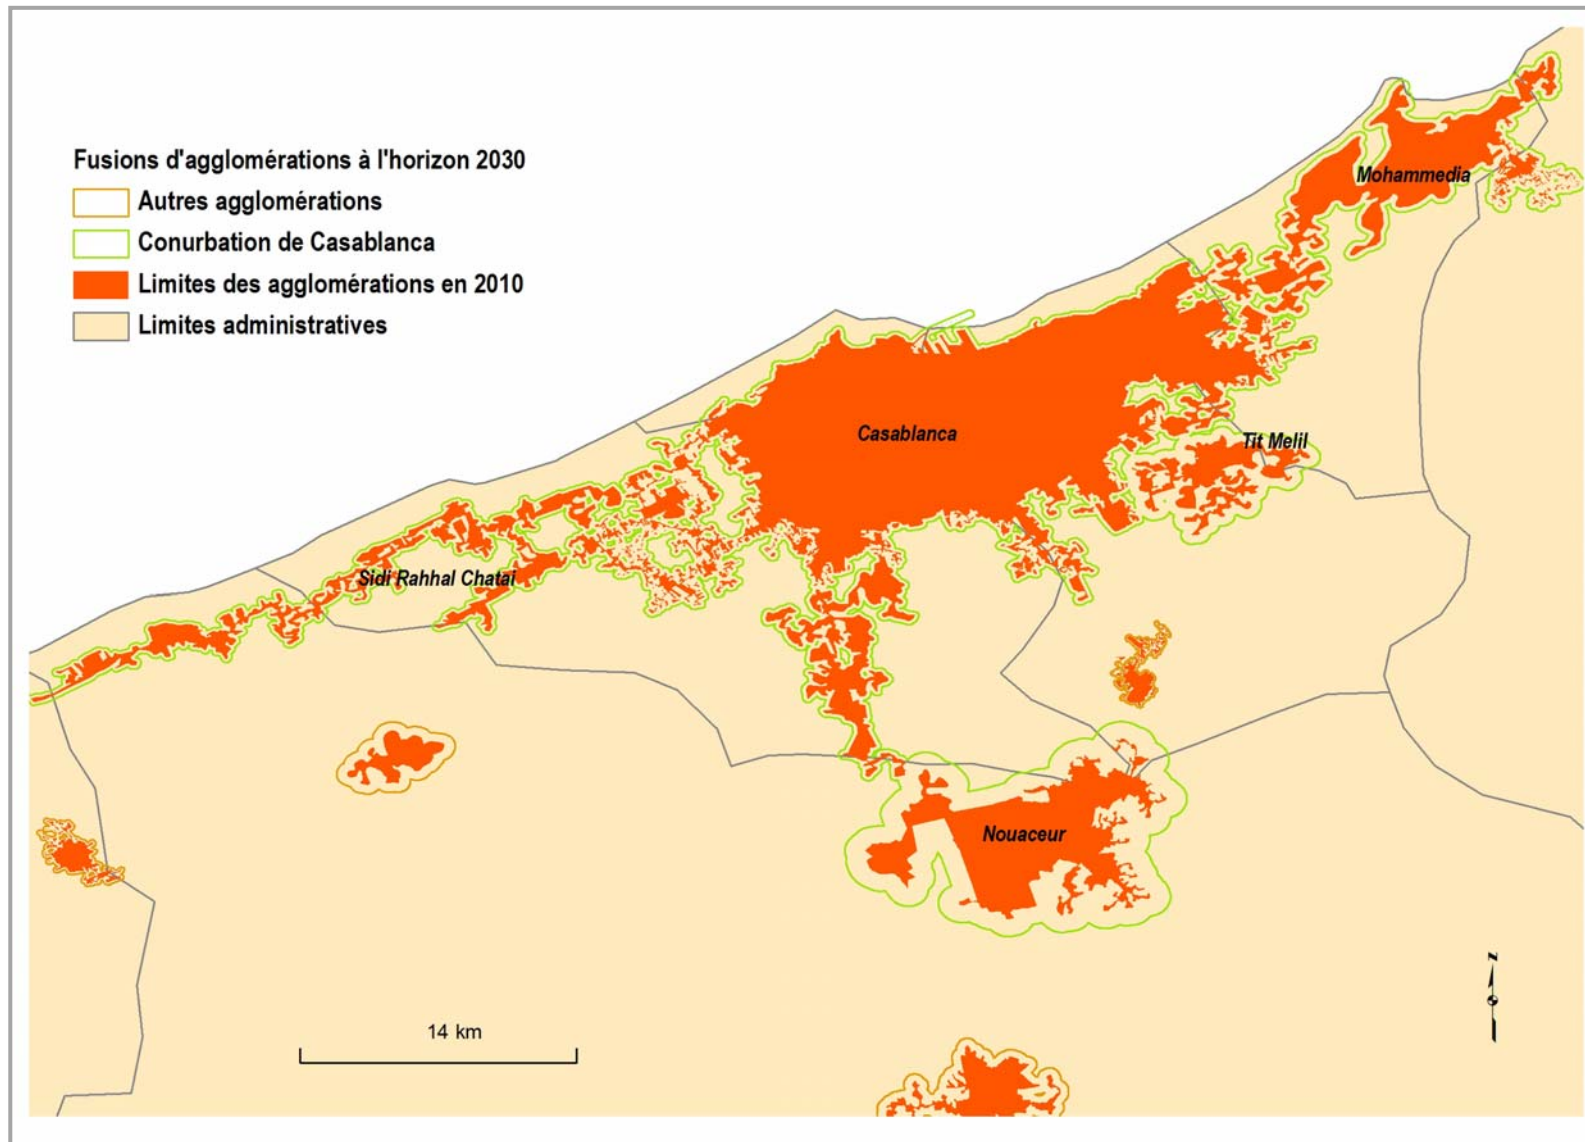 Fusions d'agglomérations à l'horizon 2030
Autres agglomérations
Conurbation de Casablanca
Limites des agglomérations en 2010
Limites administratives
Mohammedia
Casablanca
Tit Melil
Sidi Rahhal Chatai
Nouaceur
14 km
N